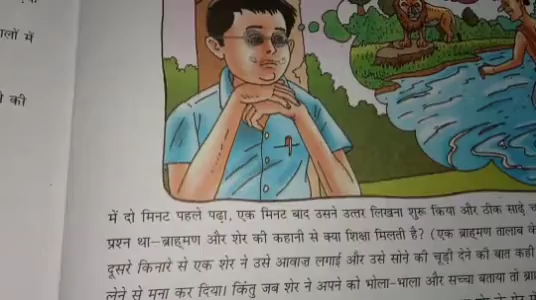 में दो मिनट पहले पढ़ा, एक मिनट बाद उसने उत्तर लिखना शुरू किया और ठीक साढ़े
प्रश्न था—ब्राह्मण और शेर की कहानी से क्या शिक्षा मिलती है? (एक ब्राह्मण तालाब के
दूसरे किनारे से एक शेर ने उसे आवाज़ लगाई और उसे सोने की चूड़ी देने की बात कही
लेने से मना कर दिया। किंतु जब शेर ने अपने को भोला-भाला और सच्चा बताया तो
लों में
की